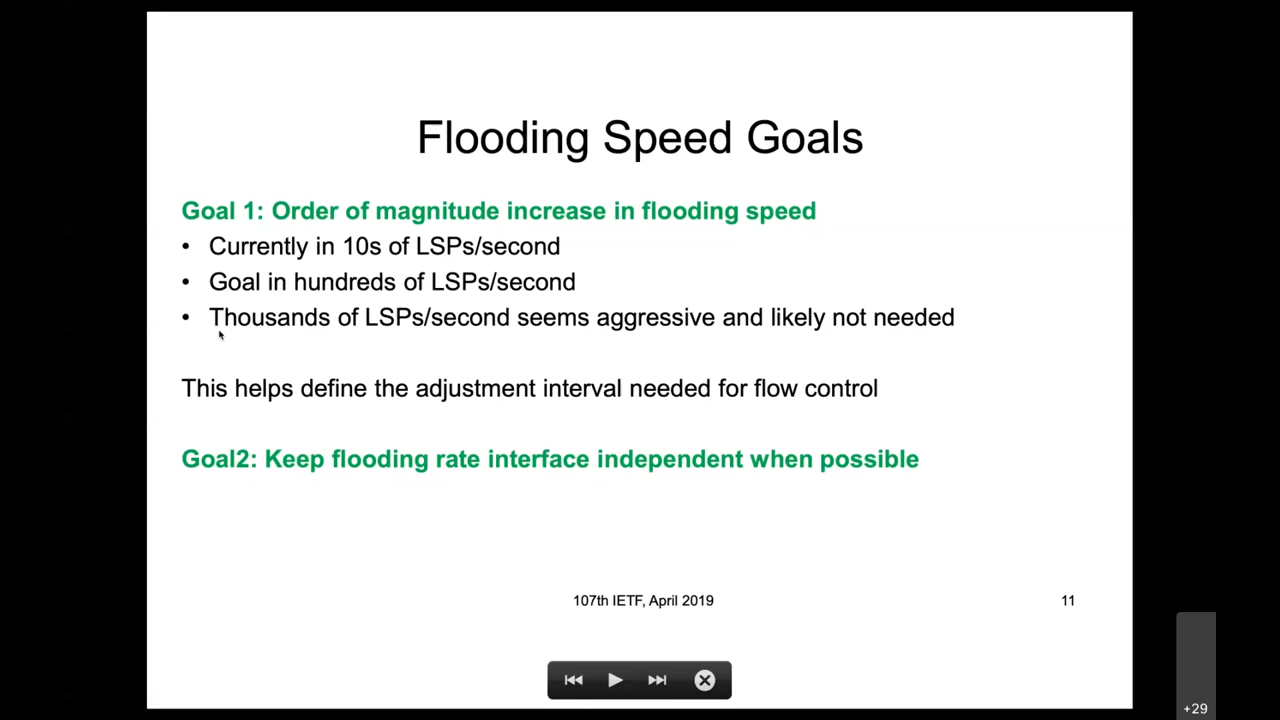 Flooding Speed Goals
Goal 1: Order of magnitude increase in flooding speed
• Currently in 10s of LSPs/second
• Goal in hundreds of LSPs/second
• Thousands of LSPs/second seems aggressive and likely not needed
This helps define the adjustment interval needed for flow control
Goal2: Keep flooding rate interface independent when possible
107th IETF, April 2019
11
+29